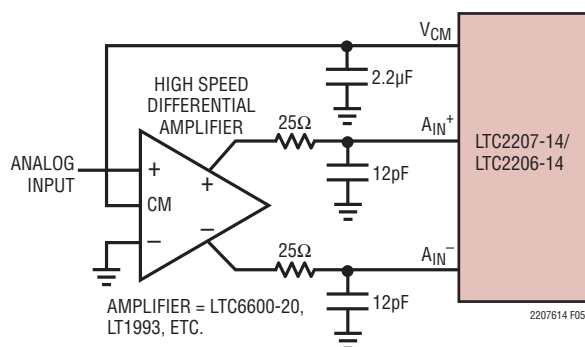 VCM
HIGH SPEED
DIFFERENTIAL
AMPLIFIER
2.2µF
25Ω
AIN+
LTC2207-14/
LTC2206-14
ANALOG
INPUT
+
+
12pF
CM
−
−
25Ω
AIN−
12pF
AMPLIFIER = LTC6600-20,
LT1993, ETC.
2207614 F05